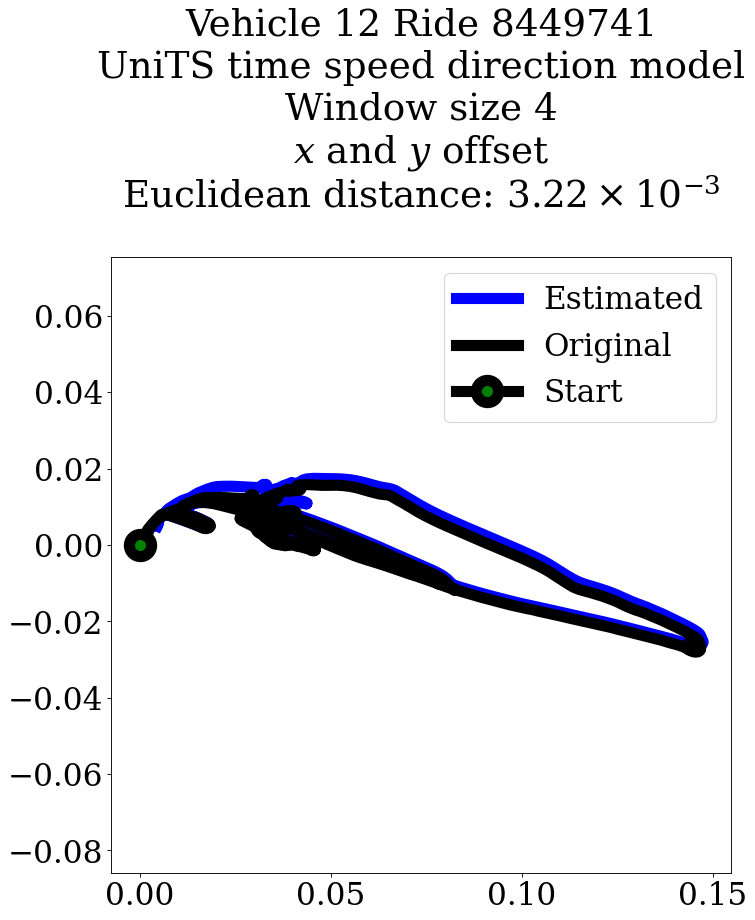 Vehicle 12 Ride 8449741
UniTS time speed direction model
Window size 4
x and y offset
Euclidean distance: 3.22 × 10⁻³
Estimated
Original
Start
0.06
0.04
0.02
0.00
−0.02
−0.04
−0.06
−0.08
0.00 0.05 0.10 0.15